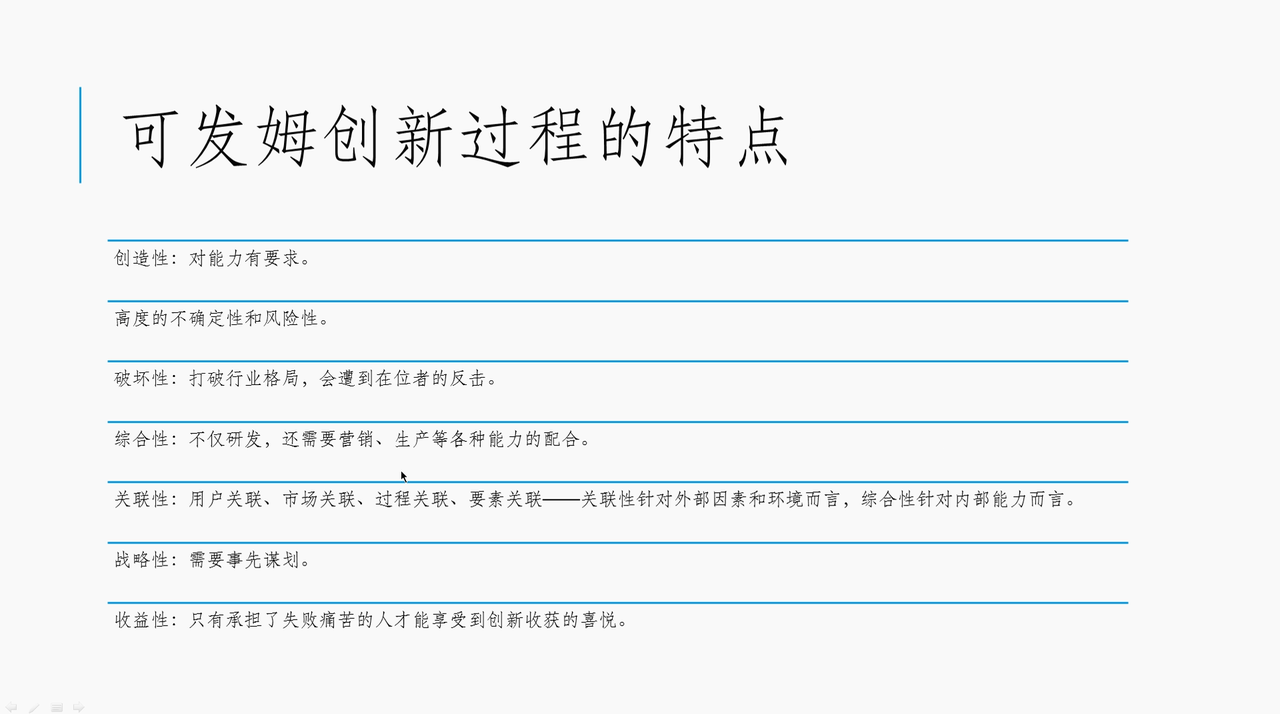 可发姆创新过程的特点
创造性：对能力有要求。
高度的不确定性和风险性。
破坏性：打破行业格局，会遭到在位者的反击。
综合性：不仅研发，还需要营销、生产等各种能力的配合。
关联性：用户关联、市场关联、过程关联、要素关联——关联性针对外部因素和环境而言，综合性针对内部能力而言。
战略性：需要事先谋划。
收益性：只有承担了失败痛苦的人才能享受到创新收获的喜悦。